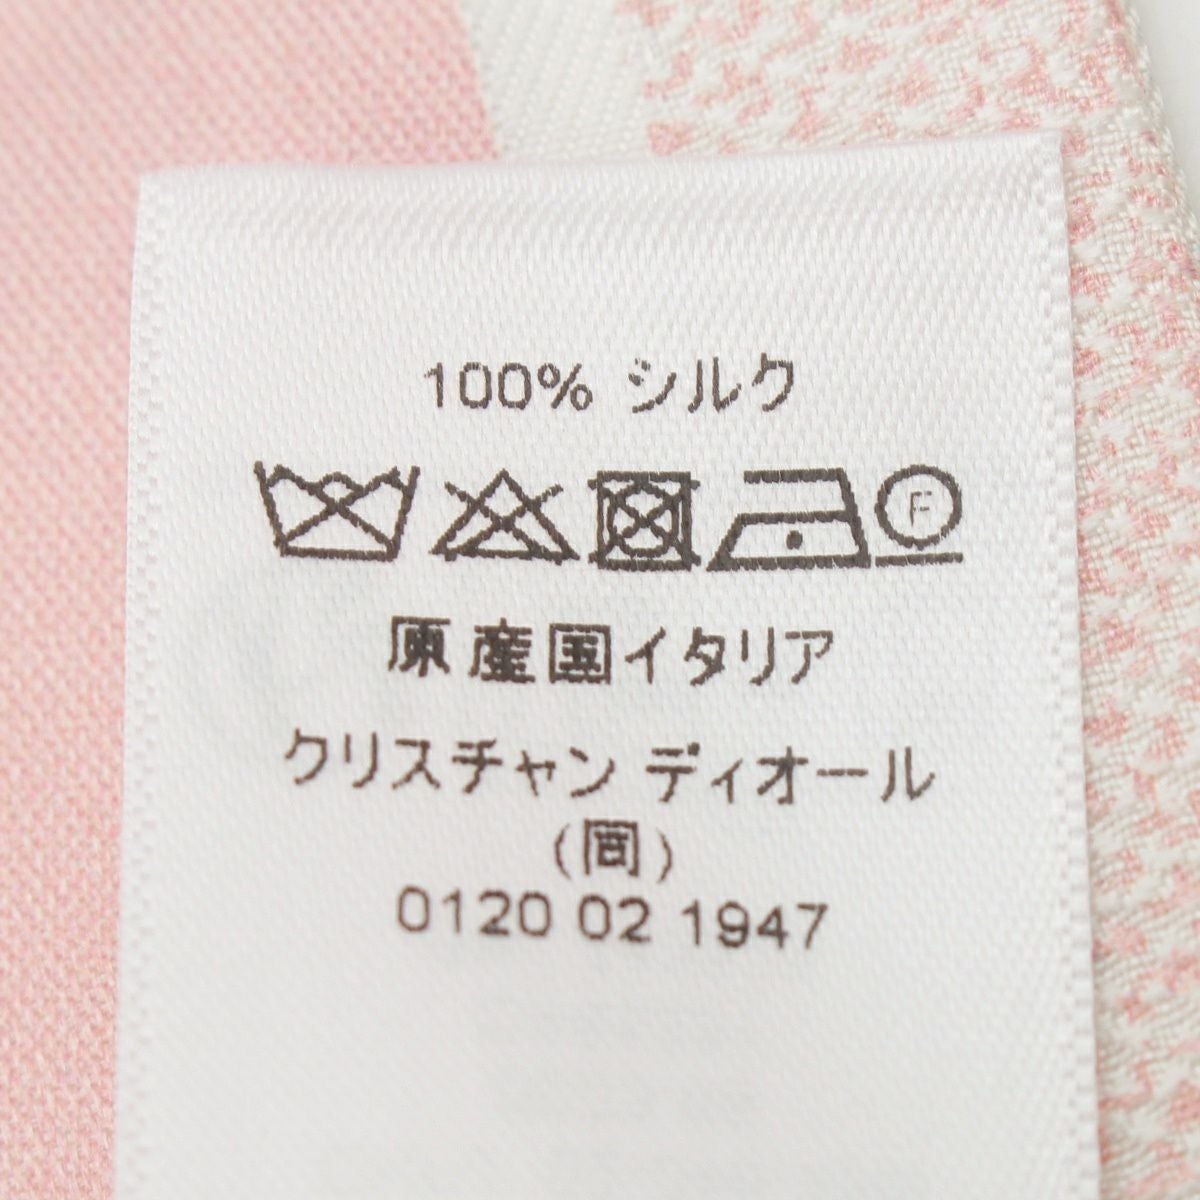 100% シルク
F
原産国イタリア
クリスチャン ディオール
(同)
0120 02 1947